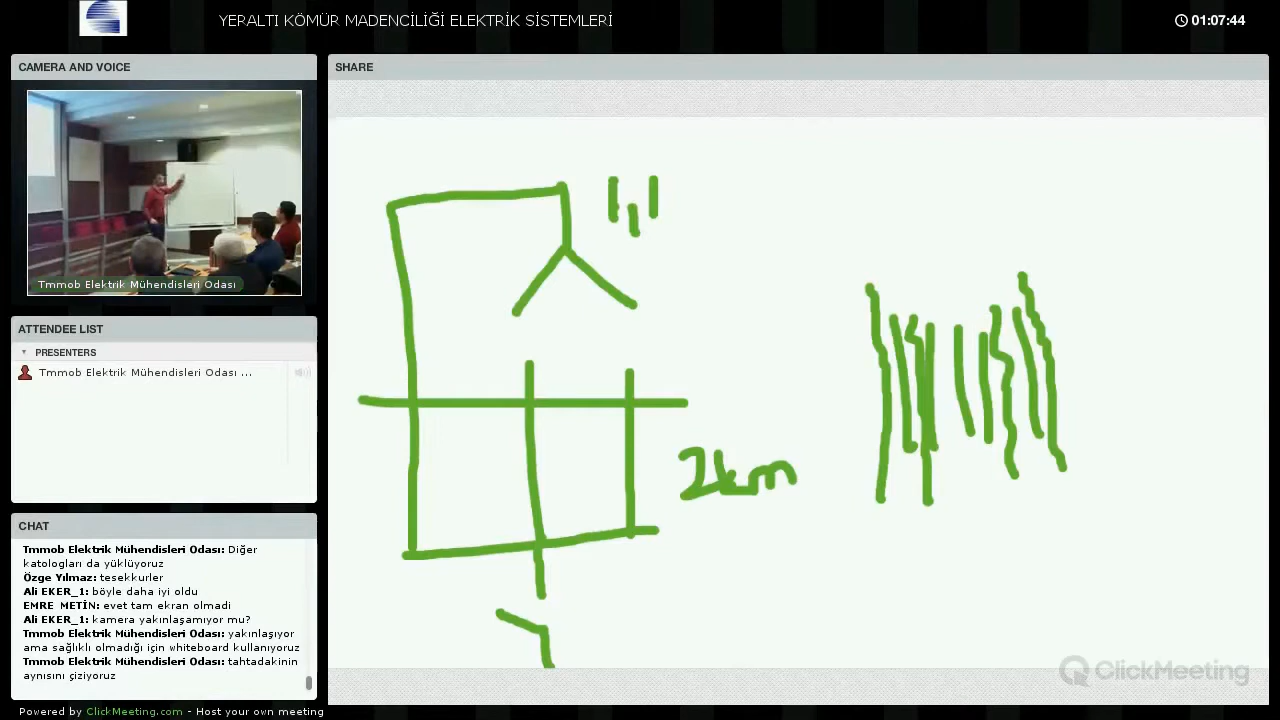 YERALTI KÖMÜR MADENCİLİĞİ ELEKTRİK SİSTEMLERİ
01:07:44
CAMERA AND VOICE
Tmmob Elektrik Mühendisleri Odası
ATTENDEE LIST
PRESENTERS
Tmmob Elektrik Mühendisleri Odası ...
CHAT
Tmmob Elektrik Mühendisleri Odası: Diğer
katologları da yüklüyoruz
Özge Yılmaz: tesekkurler
Ali EKER_1: böyle daha iyi oldu
EMRE METİN: evet tam ekran olmadi
Ali EKER_1: kamera yakınlaşamıyor mu?
Tmmob Elektrik Mühendisleri Odası: yakınlaşıyor
ama sağlıklı olmadığı için whiteboard kullanıyoruz
Tmmob Elektrik Mühendisleri Odası: tahtadakinin
aynısını çiziyoruz
Powered by ClickMeeting.com - Host your own meeting
SHARE
1,1
2km
ClickMeeting